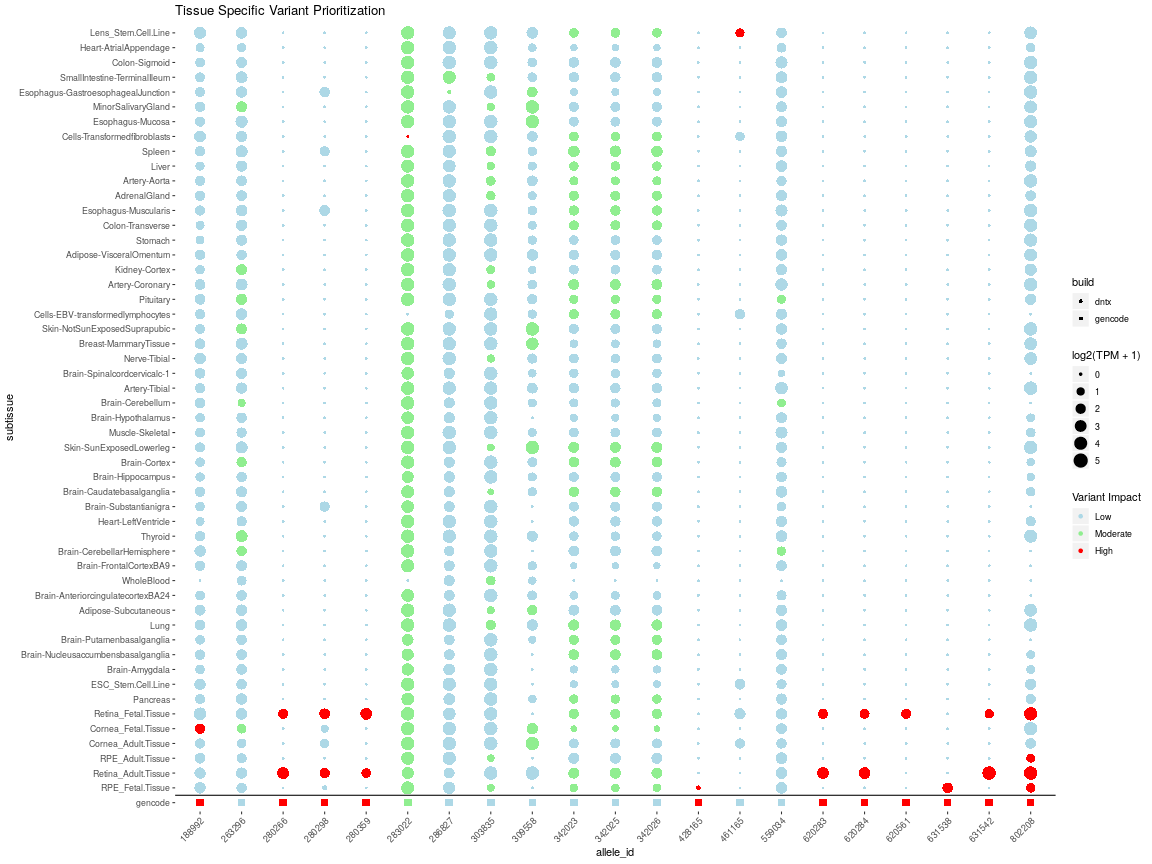 Tissue Specific Variant Prioritization
subtissue
Lens_Stem.Cell.Line
Heart-AtrialAppendage
Colon-Sigmoid
SmallIntestine-TerminalIleum
Esophagus-GastroesophagealJunction
MinorSalivaryGland
Esophagus-Mucosa
Cells-Transformedfibroblasts
Spleen
Liver
Artery-Aorta
AdrenalGland
Esophagus-Muscularis
Colon-Transverse
Stomach
Adipose-VisceralOmentum
Kidney-Cortex
Artery-Coronary
Pituitary
Cells-EBV-transformedlymphocytes
Skin-NotSunExposedSuprapubic
Breast-MammaryTissue
Nerve-Tibial
Brain-Spinalcordcervicalc-1
Artery-Tibial
Brain-Cerebellum
Brain-Hypothalamus
Muscle-Skeletal
Skin-SunExposedLowerleg
Brain-Cortex
Brain-Hippocampus
Brain-Caudatebasalganglia
Brain-Substantianigra
Heart-LeftVentricle
Thyroid
Brain-CerebellarHemisphere
Brain-FrontalCortexBA9
WholeBlood
Brain-AnteriorcingulatecortexBA24
Adipose-Subcutaneous
Lung
Brain-Putamenbasalganglia
Brain-Nucleusaccumbensbasalganglia
Brain-Amygdala
ESC_Stem.Cell.Line
Pancreas
Retina_Fetal.Tissue
Cornea_Fetal.Tissue
Cornea_Adult.Tissue
RPE_Adult.Tissue
Retina_Adult.Tissue
RPE_Fetal.Tissue
gencode
188992
263296
280266
280298
280359
283022
286827
303835
309558
342023
342025
342026
428165
461165
559034
620283
620284
620561
631538
631542
802208
allele_id
build
dntx
gencode
log2(TPM + 1)
0
1
2
3
4
5
Variant Impact
Low
Moderate
High